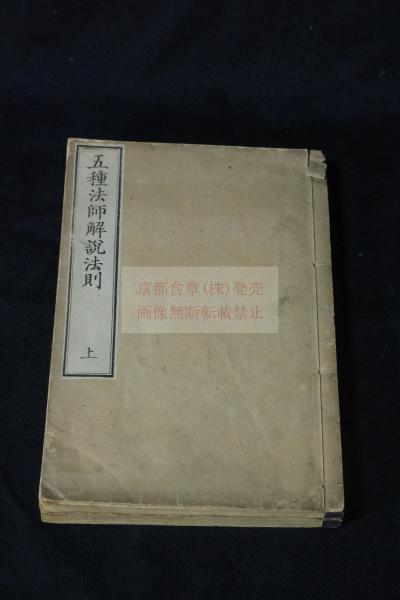 五種法師解說法則
上
京都含章(株)発売
画像無断転載禁止